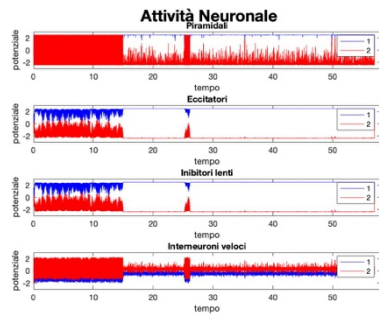 Attività Neuronale
Piramidali
potenziale
2
0
-2
0 10 20 30 40 50
tempo
1
2
Eccitatori
potenziale
2
0
-2
0 10 20 30 40 50
tempo
1
2
Inibitori lenti
potenziale
2
0
-2
0 10 20 30 40 50
tempo
1
2
Interneuroni veloci
potenziale
2
0
-2
0 10 20 30 40 50
tempo
1
2